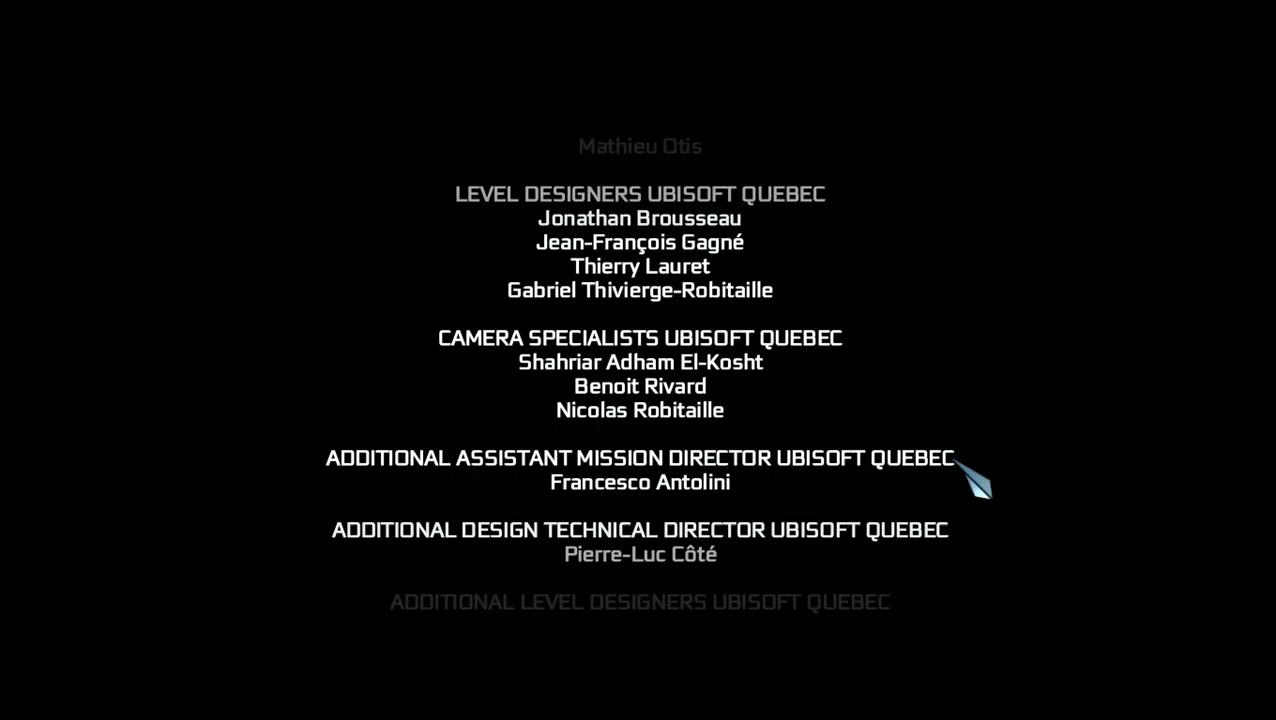 Mathieu Otis
LEVEL DESIGNERS UBISOFT QUEBEC
Jonathan Brousseau
Jean-François Gagné
Thierry Lauret
Gabriel Thivierge-Robitaille
CAMERA SPECIALISTS UBISOFT QUEBEC
Shahriar Adham El-Kosht
Benoit Rivard
Nicolas Robitaille
ADDITIONAL ASSISTANT MISSION DIRECTOR UBISOFT QUEBEC
Francesco Antolini
ADDITIONAL DESIGN TECHNICAL DIRECTOR UBISOFT QUEBEC
Pierre-Luc Côté
ADDITIONAL LEVEL DESIGNERS UBISOFT QUEBEC